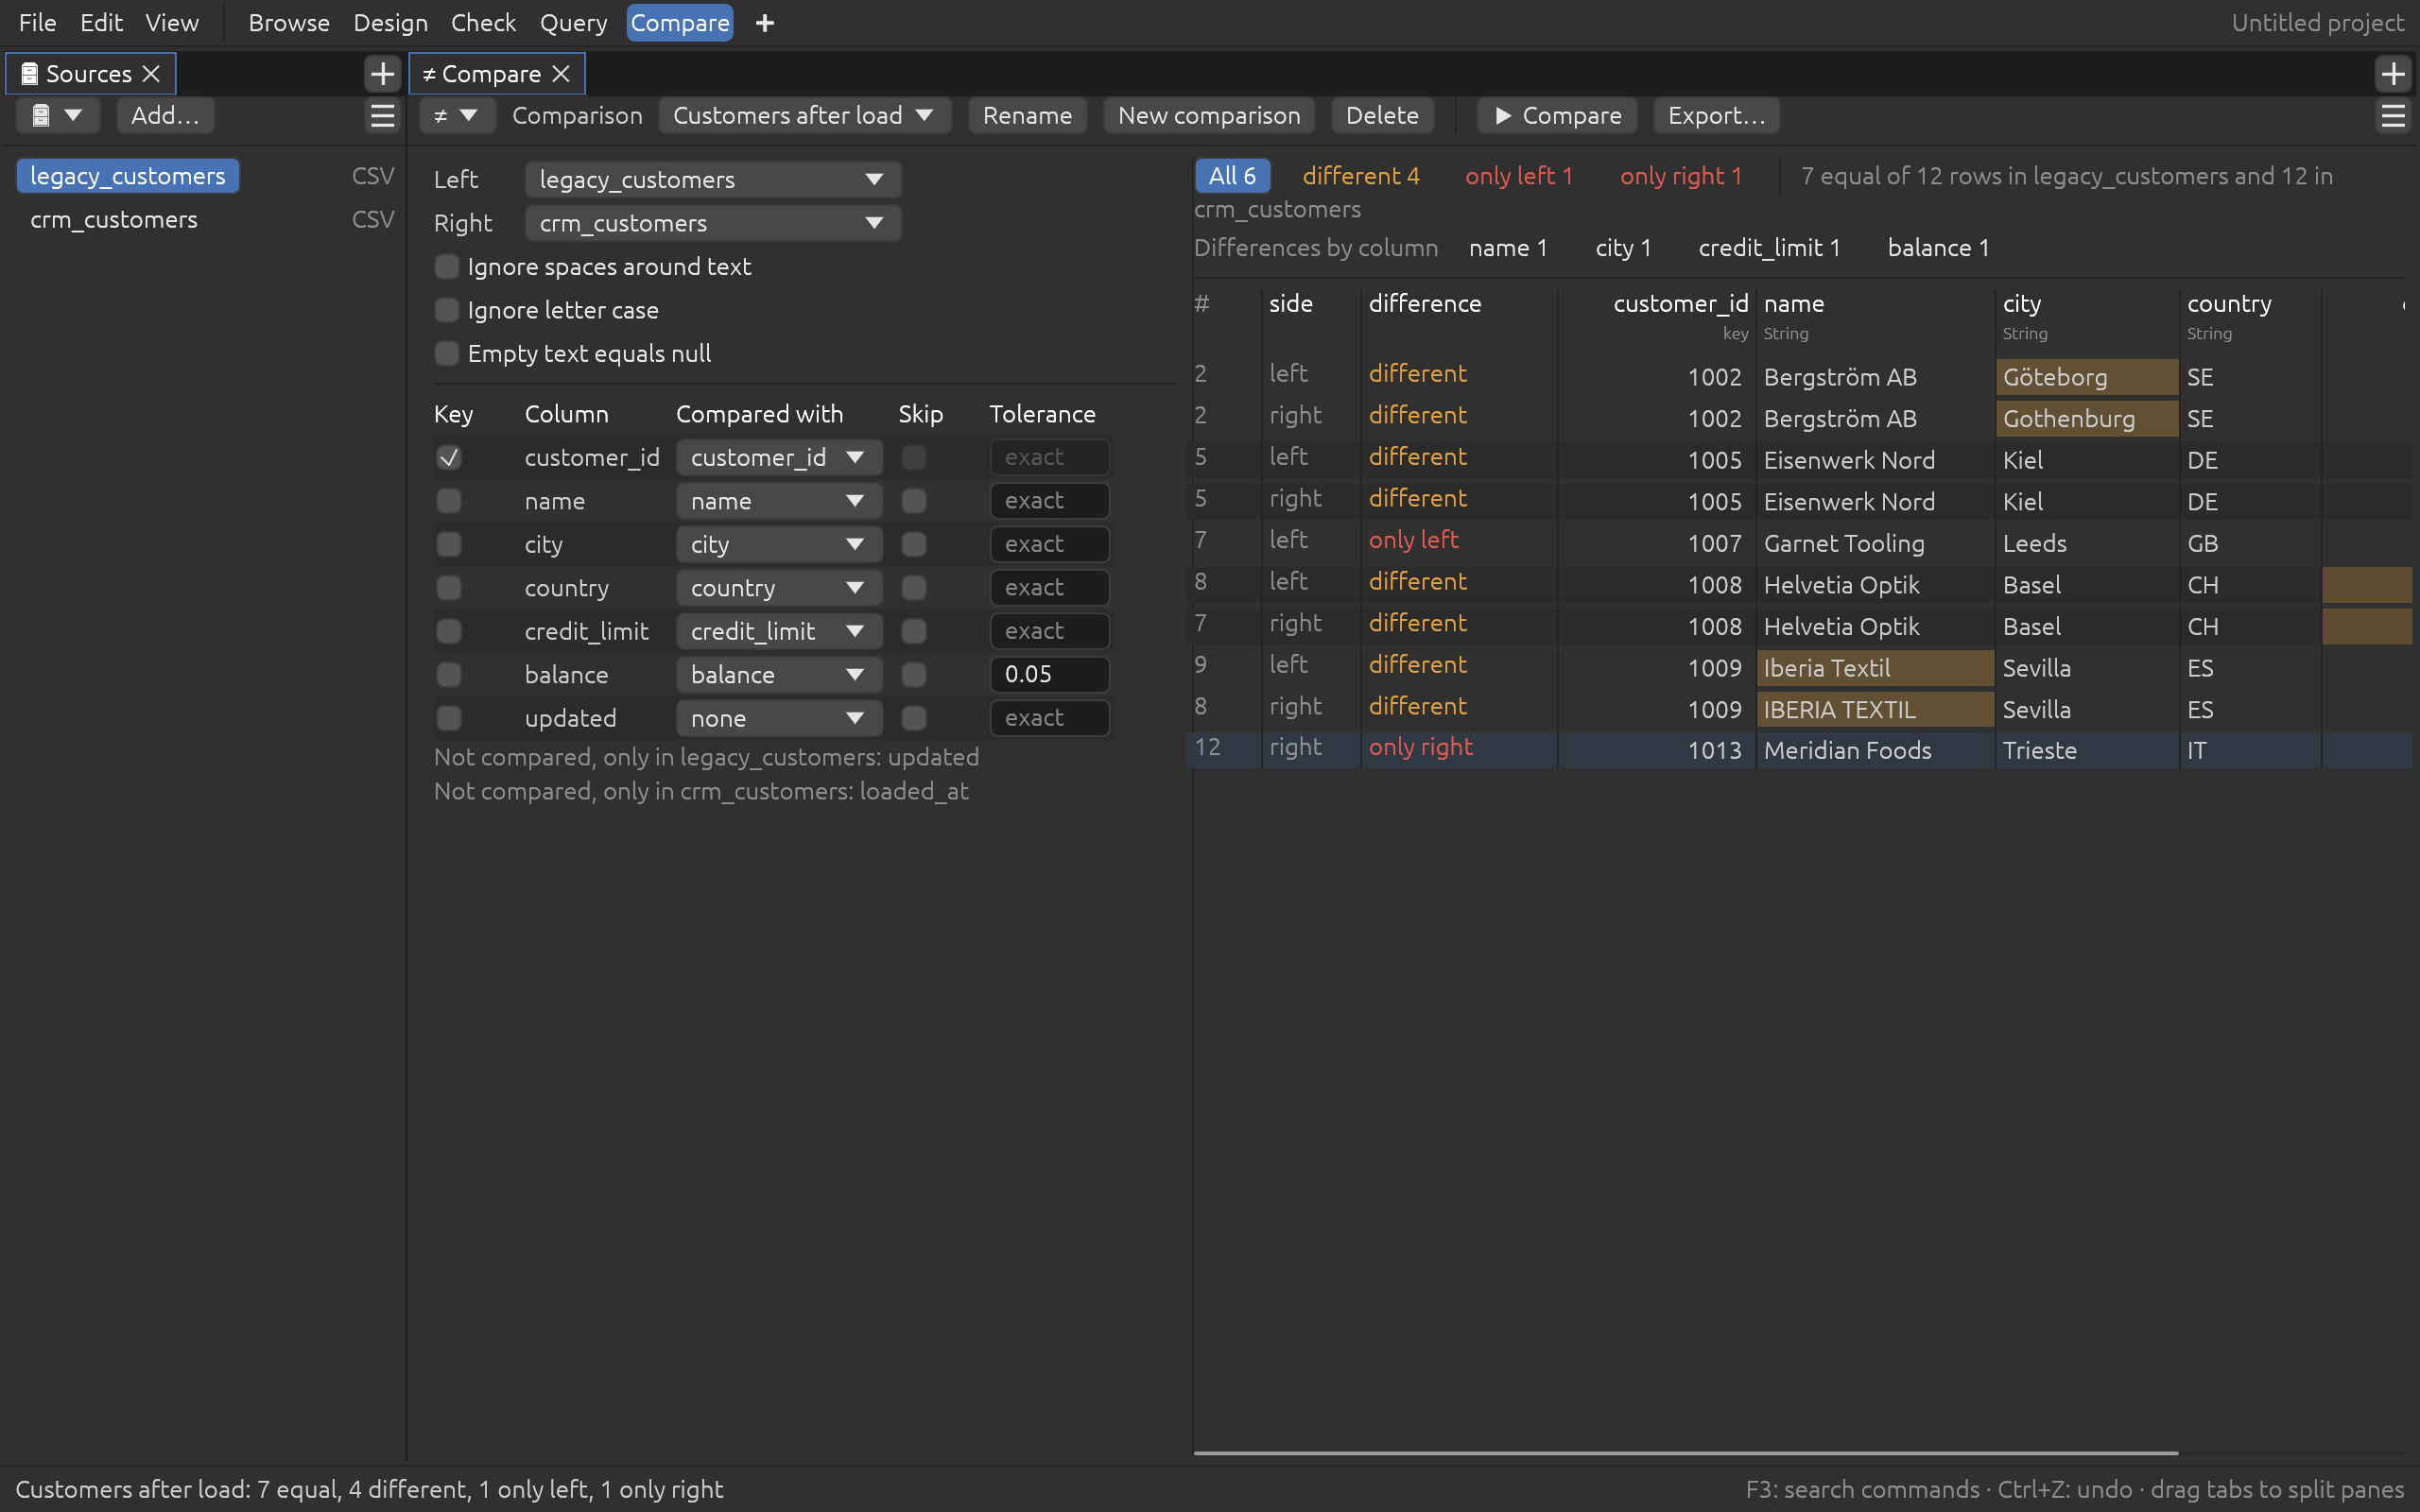 File Edit View Browse Design Check Query Compare + Untitled project
Sources × + ≠ Compare × +
Add... ≠ Comparison Customers after load Rename New comparison Delete Compare Export...
legacy_customers CSV
crm_customers CSV
Left legacy_customers
Right crm_customers
Ignore spaces around text
Ignore letter case
Empty text equals null
Key Column Compared with Skip Tolerance
customer_id customer_id exact
name name exact
city city exact
country country exact
credit_limit credit_limit exact
balance balance 0.05
updated none exact
Not compared, only in legacy_customers: updated
Not compared, only in crm_customers: loaded_at
All 6 different 4 only left 1 only right 1 7 equal of 12 rows in legacy_customers and 12 in
crm_customers
Differences by column name 1 city 1 credit_limit 1 balance 1
# side difference customer_id name city country
key String String String
2 left different 1002 Bergström AB Göteborg SE
2 right different 1002 Bergström AB Gothenburg SE
5 left different 1005 Eisenwerk Nord Kiel DE
5 right different 1005 Eisenwerk Nord Kiel DE
7 left only left 1007 Garnet Tooling Leeds GB
8 left different 1008 Helvetia Optik Basel CH
7 right different 1008 Helvetia Optik Basel CH
9 left different 1009 Iberia Textil Sevilla ES
8 right different 1009 IBERIA TEXTIL Sevilla ES
12 right only right 1013 Meridian Foods Trieste IT
Customers after load: 7 equal, 4 different, 1 only left, 1 only right
F3: search commands · Ctrl+Z: undo · drag tabs to split panes